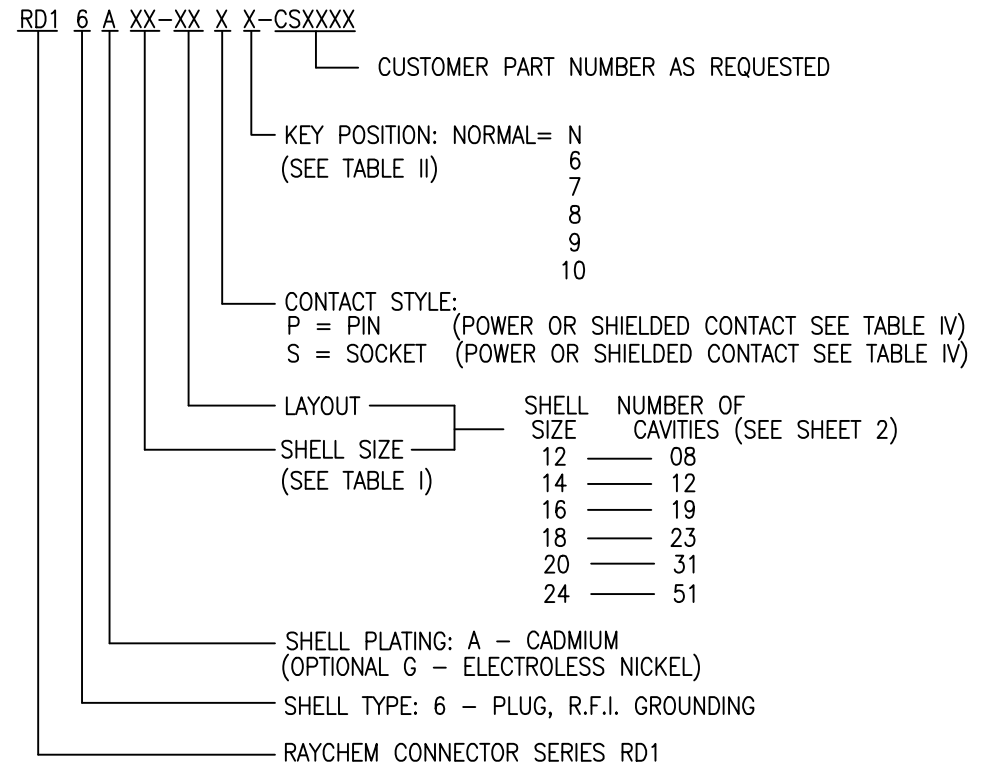 RD1 6 A XX-XX X X-CSXXXX
CUSTOMER PART NUMBER AS REQUESTED
KEY POSITION: NORMAL= N
(SEE TABLE II)
6
7
8
9
10
CONTACT STYLE:
P = PIN (POWER OR SHIELDED CONTACT SEE TABLE IV)
S = SOCKET (POWER OR SHIELDED CONTACT SEE TABLE IV)
LAYOUT
SHELL SIZE
(SEE TABLE I)
SHELL NUMBER OF
SIZE CAVITIES (SEE SHEET 2)
12 08
14 12
16 19
18 23
20 31
24 51
SHELL PLATING: A – CADMIUM
(OPTIONAL G – ELECTROLESS NICKEL)
SHELL TYPE: 6 – PLUG, R.F.I. GROUNDING
RAYCHEM CONNECTOR SERIES RD1